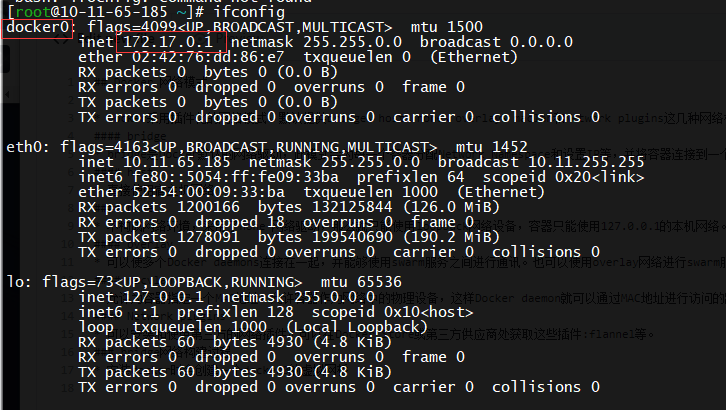 -bash: ifconfig: command not found
[root@10-11-65-185 ~]# ifconfig
docker0: flags=4099<UP,BROADCAST,MULTICAST>  mtu 1500
inet 172.17.0.1  netmask 255.255.0.0  broadcast 0.0.0.0
ether 02:42:76:dd:86:e7  txqueuelen 0  (Ethernet)
RX packets 0  bytes 0 (0.0 B)
RX errors 0  dropped 0  overruns 0  frame 0
TX packets 0  bytes 0 (0.0 B)
TX errors 0  dropped 0 overruns 0  carrier 0  collisions 0
eth0: flags=4163<UP,BROADCAST,RUNNING,MULTICAST>  mtu 1452
inet 10.11.65.185  netmask 255.255.0.0  broadcast 10.11.255.255
inet6 fe80::5054:ff:fe09:33ba  prefixlen 64  scopeid 0x20<link>
ether 52:54:00:09:33:ba  txqueuelen 1000  (Ethernet)
RX packets 1200166  bytes 132125844 (126.0 MiB)
RX errors 0  dropped 18  overruns 0  frame 0
TX packets 1278091  bytes 199540690 (190.2 MiB)
TX errors 0  dropped 0 overruns 0  carrier 0  collisions 0
lo: flags=73<UP,LOOPBACK,RUNNING>  mtu 65536
inet 127.0.0.1  netmask 255.0.0.0
inet6 ::1  prefixlen 128  scopeid 0x10<host>
loop  txqueuelen 1000  (Local Loopback)
RX packets 60  bytes 4930 (4.8 KiB)
RX errors 0  dropped 0  overruns 0  frame 0
TX packets 60  bytes 4930 (4.8 KiB)
TX errors 0  dropped 0 overruns 0  carrier 0  collisions 0